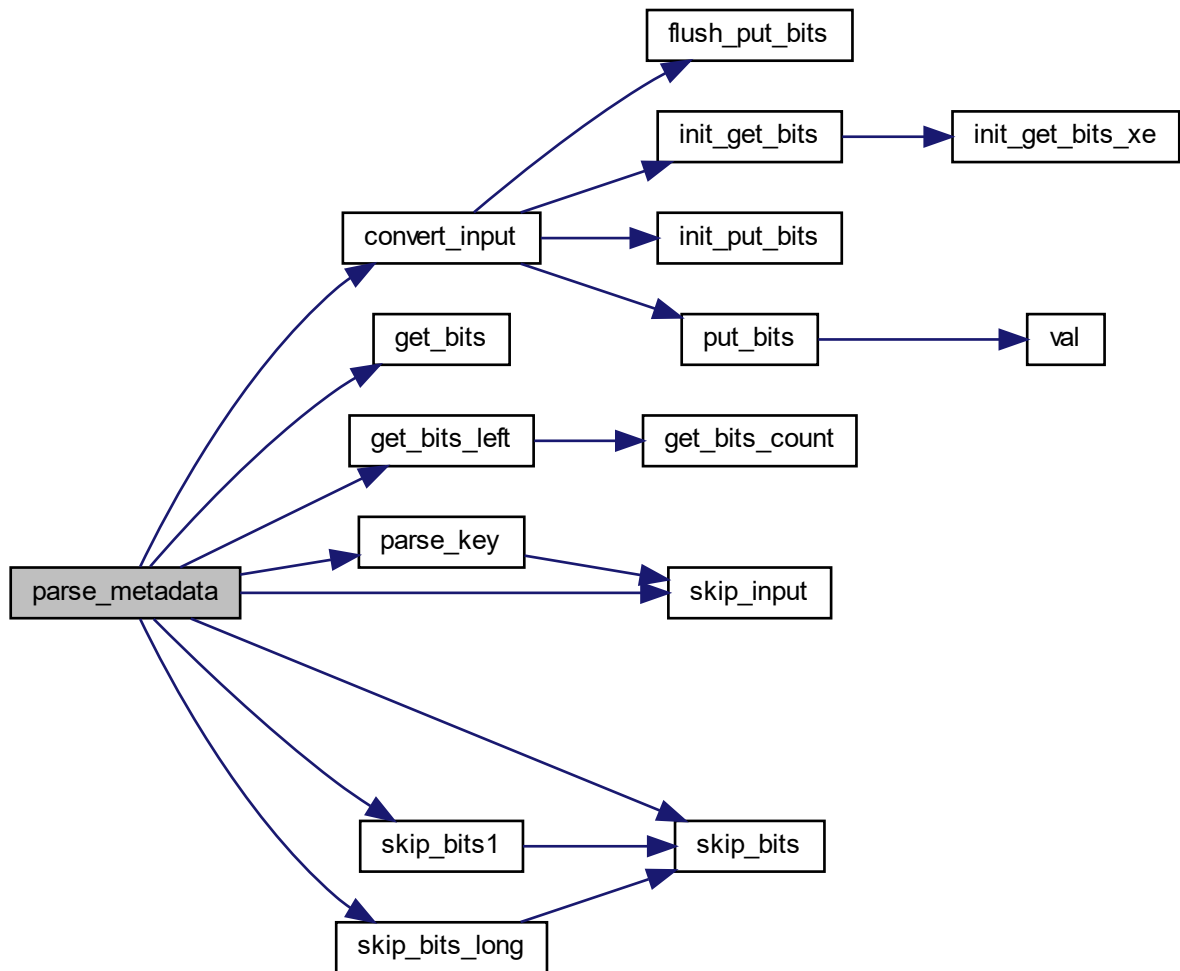 flush_put_bits
init_get_bits
init_get_bits_xe
convert_input
init_put_bits
get_bits
put_bits
val
get_bits_left
get_bits_count
parse_key
parse_metadata
skip_input
skip_bits1
skip_bits
skip_bits_long